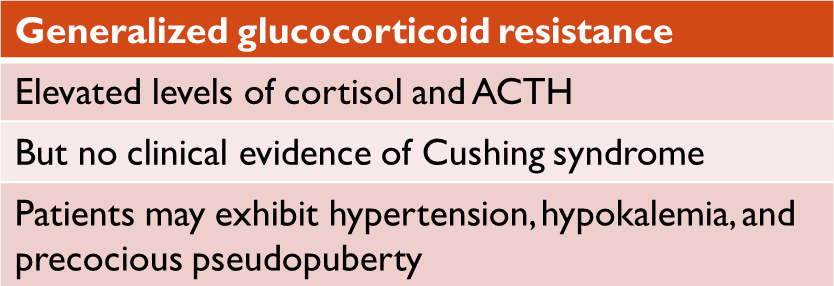 Generalized glucocorticoid resistance
Elevated levels of cortisol and ACTH
But no clinical evidence of Cushing syndrome
Patients may exhibit hypertension, hypokalemia, and
precocious pseudopuberty